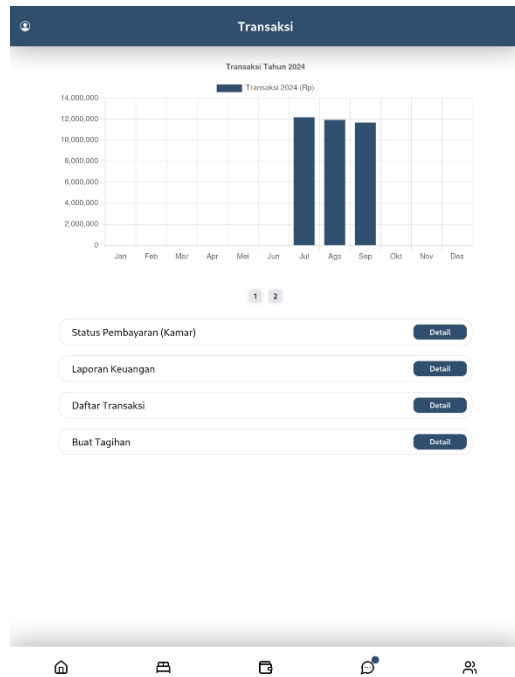 Transaksi
Transaksi Tahun 2024
Transaksi 2024 (Rp)
14,000,000
12,000,000
10,000,000
8,000,000
6,000,000
4,000,000
2,000,000
0
Jan Feb Mar Apr Mei Jun Jul Ags Sep Okt Nov Des
1 2
Status Pembayaran (Kamar) Detail
Laporan Keuangan Detail
Daftar Transaksi Detail
Buat Tagihan Detail